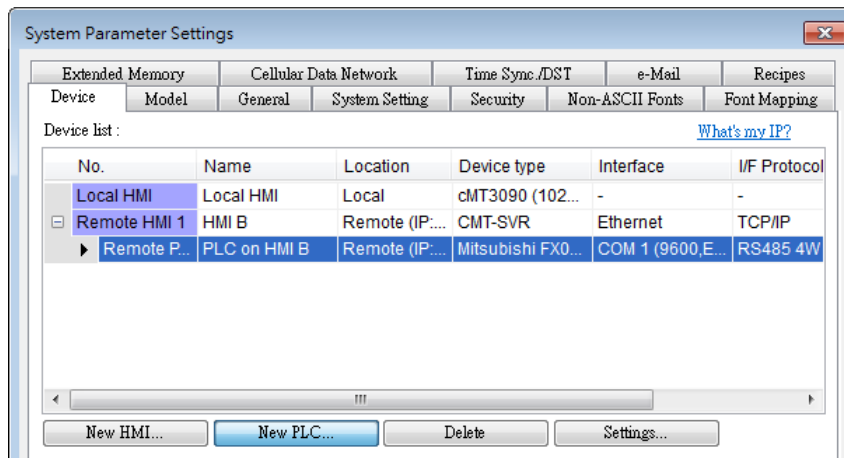 System Parameter Settings
Extended Memory Cellular Data Network Time Sync./DST e-Mail Recipes
Device Model General System Setting Security Non-ASCII Fonts Font Mapping
Device list : What's my IP?
No. Name Location Device type Interface I/F Protocol
Local HMI Local HMI Local cMT3090 (102... - -
Remote HMI 1 HMI B Remote (IP:... CMT-SVR Ethernet TCP/IP
Remote P... PLC on HMI B Remote (IP:... Mitsubishi FX0... COM 1 (9600,E... RS485 4W
New HMI... New PLC... Delete Settings...